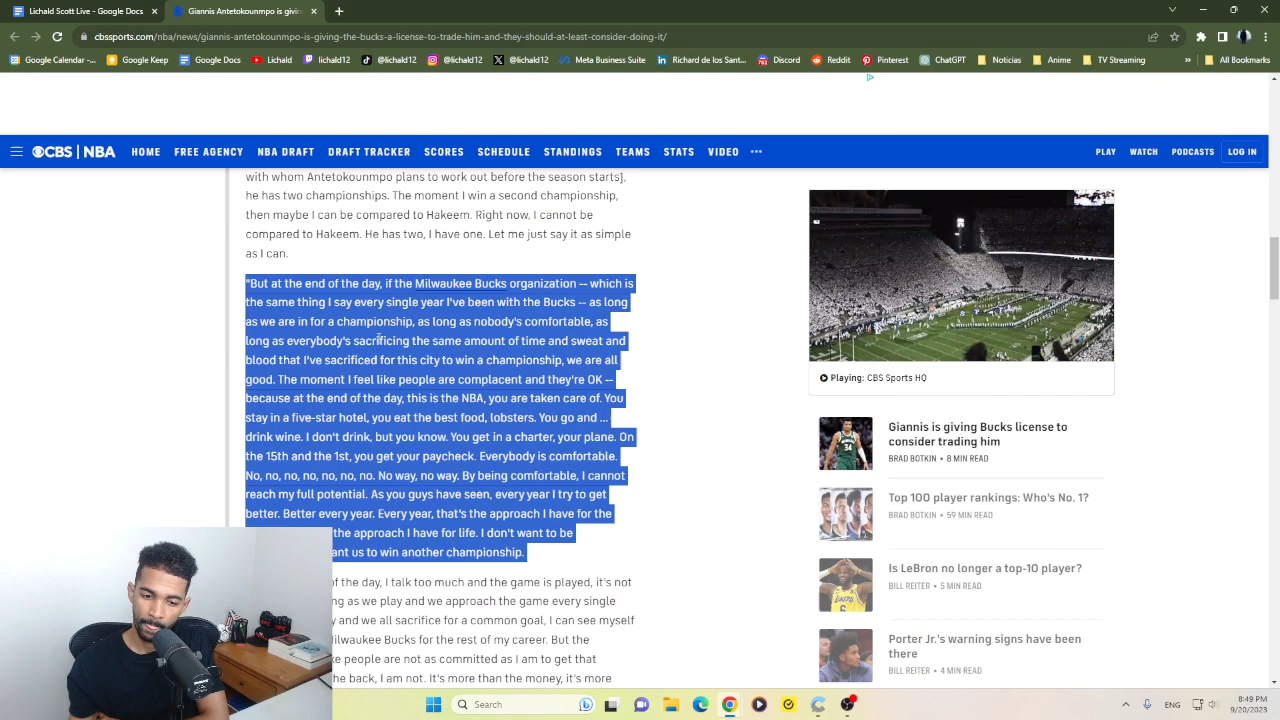 Lichald Scott Live - Google Docs
Giannis Antetokounmpo is givin
cbssports.com/nba/news/giannis-antetokounmpo-is-giving-the-bucks-a-license-to-trade-him-and-they-should-at-least-consider-doing-it/
Google Calendar -...
Google Keep
Google Docs
Lichald
lichald12
@lichald12
@lichald12
@lichald12
Meta Business Suite
Richard de los Sant...
Discord
Reddit
Pinterest
ChatGPT
Noticias
Anime
TV Streaming
»
All Bookmarks
CBS | NBA
HOME
FREE AGENCY
NBA DRAFT
DRAFT TRACKER
SCORES
SCHEDULE
STANDINGS
TEAMS
STATS
VIDEO
PLAY
WATCH
PODCASTS
LOG IN
with whom Antetokounmpo plans to work out before the season starts],
he has two championships. The moment I win a second championship,
then maybe I can be compared to Hakeem. Right now, I cannot be
compared to Hakeem. He has two, I have one. Let me just say it as simple
as I can.
"But at the end of the day, if the Milwaukee Bucks organization -- which is
the same thing I say every single year I've been with the Bucks -- as long
as we are in for a championship, as long as nobody's comfortable, as
long as everybody's sacrificing the same amount of time and sweat and
blood that I've sacrificed for this city to win a championship, we are all
good. The moment I feel like people are complacent and they're OK --
because at the end of the day, this is the NBA, you are taken care of. You
stay in a five-star hotel, you eat the best food, lobsters. You go and ...
drink wine. I don't drink, but you know. You get in a charter, your plane. On
the 15th and the 1st, you get your paycheck. Everybody is comfortable.
No, no, no, no, no, no, no. No way, no way. By being comfortable, I cannot
reach my full potential. As you guys have seen, every year I try to get
better. Better every year. Every year, that's the approach I have for the
the approach I have for life. I don't want to be
ant us to win another championship.
of the day, I talk too much and the game is played, it's not
ng as we play and we approach the game every single
y and we all sacrifice for a common goal, I can see myself
ilwaukee Bucks for the rest of my career. But the
ke people are not as committed as I am to get that
he back, I am not. It's more than the money, it's more
Playing: CBS Sports HQ
Giannis is giving Bucks license to
consider trading him
BRAD BOTKIN • 8 MIN READ
Top 100 player rankings: Who's No. 1?
BRAD BOTKIN • 59 MIN READ
Is LeBron no longer a top-10 player?
BILL REITER • 5 MIN READ
Porter Jr.'s warning signs have been
there
BILL REITER • 4 MIN READ
Search
ENG
8:49 PM
9/20/2023